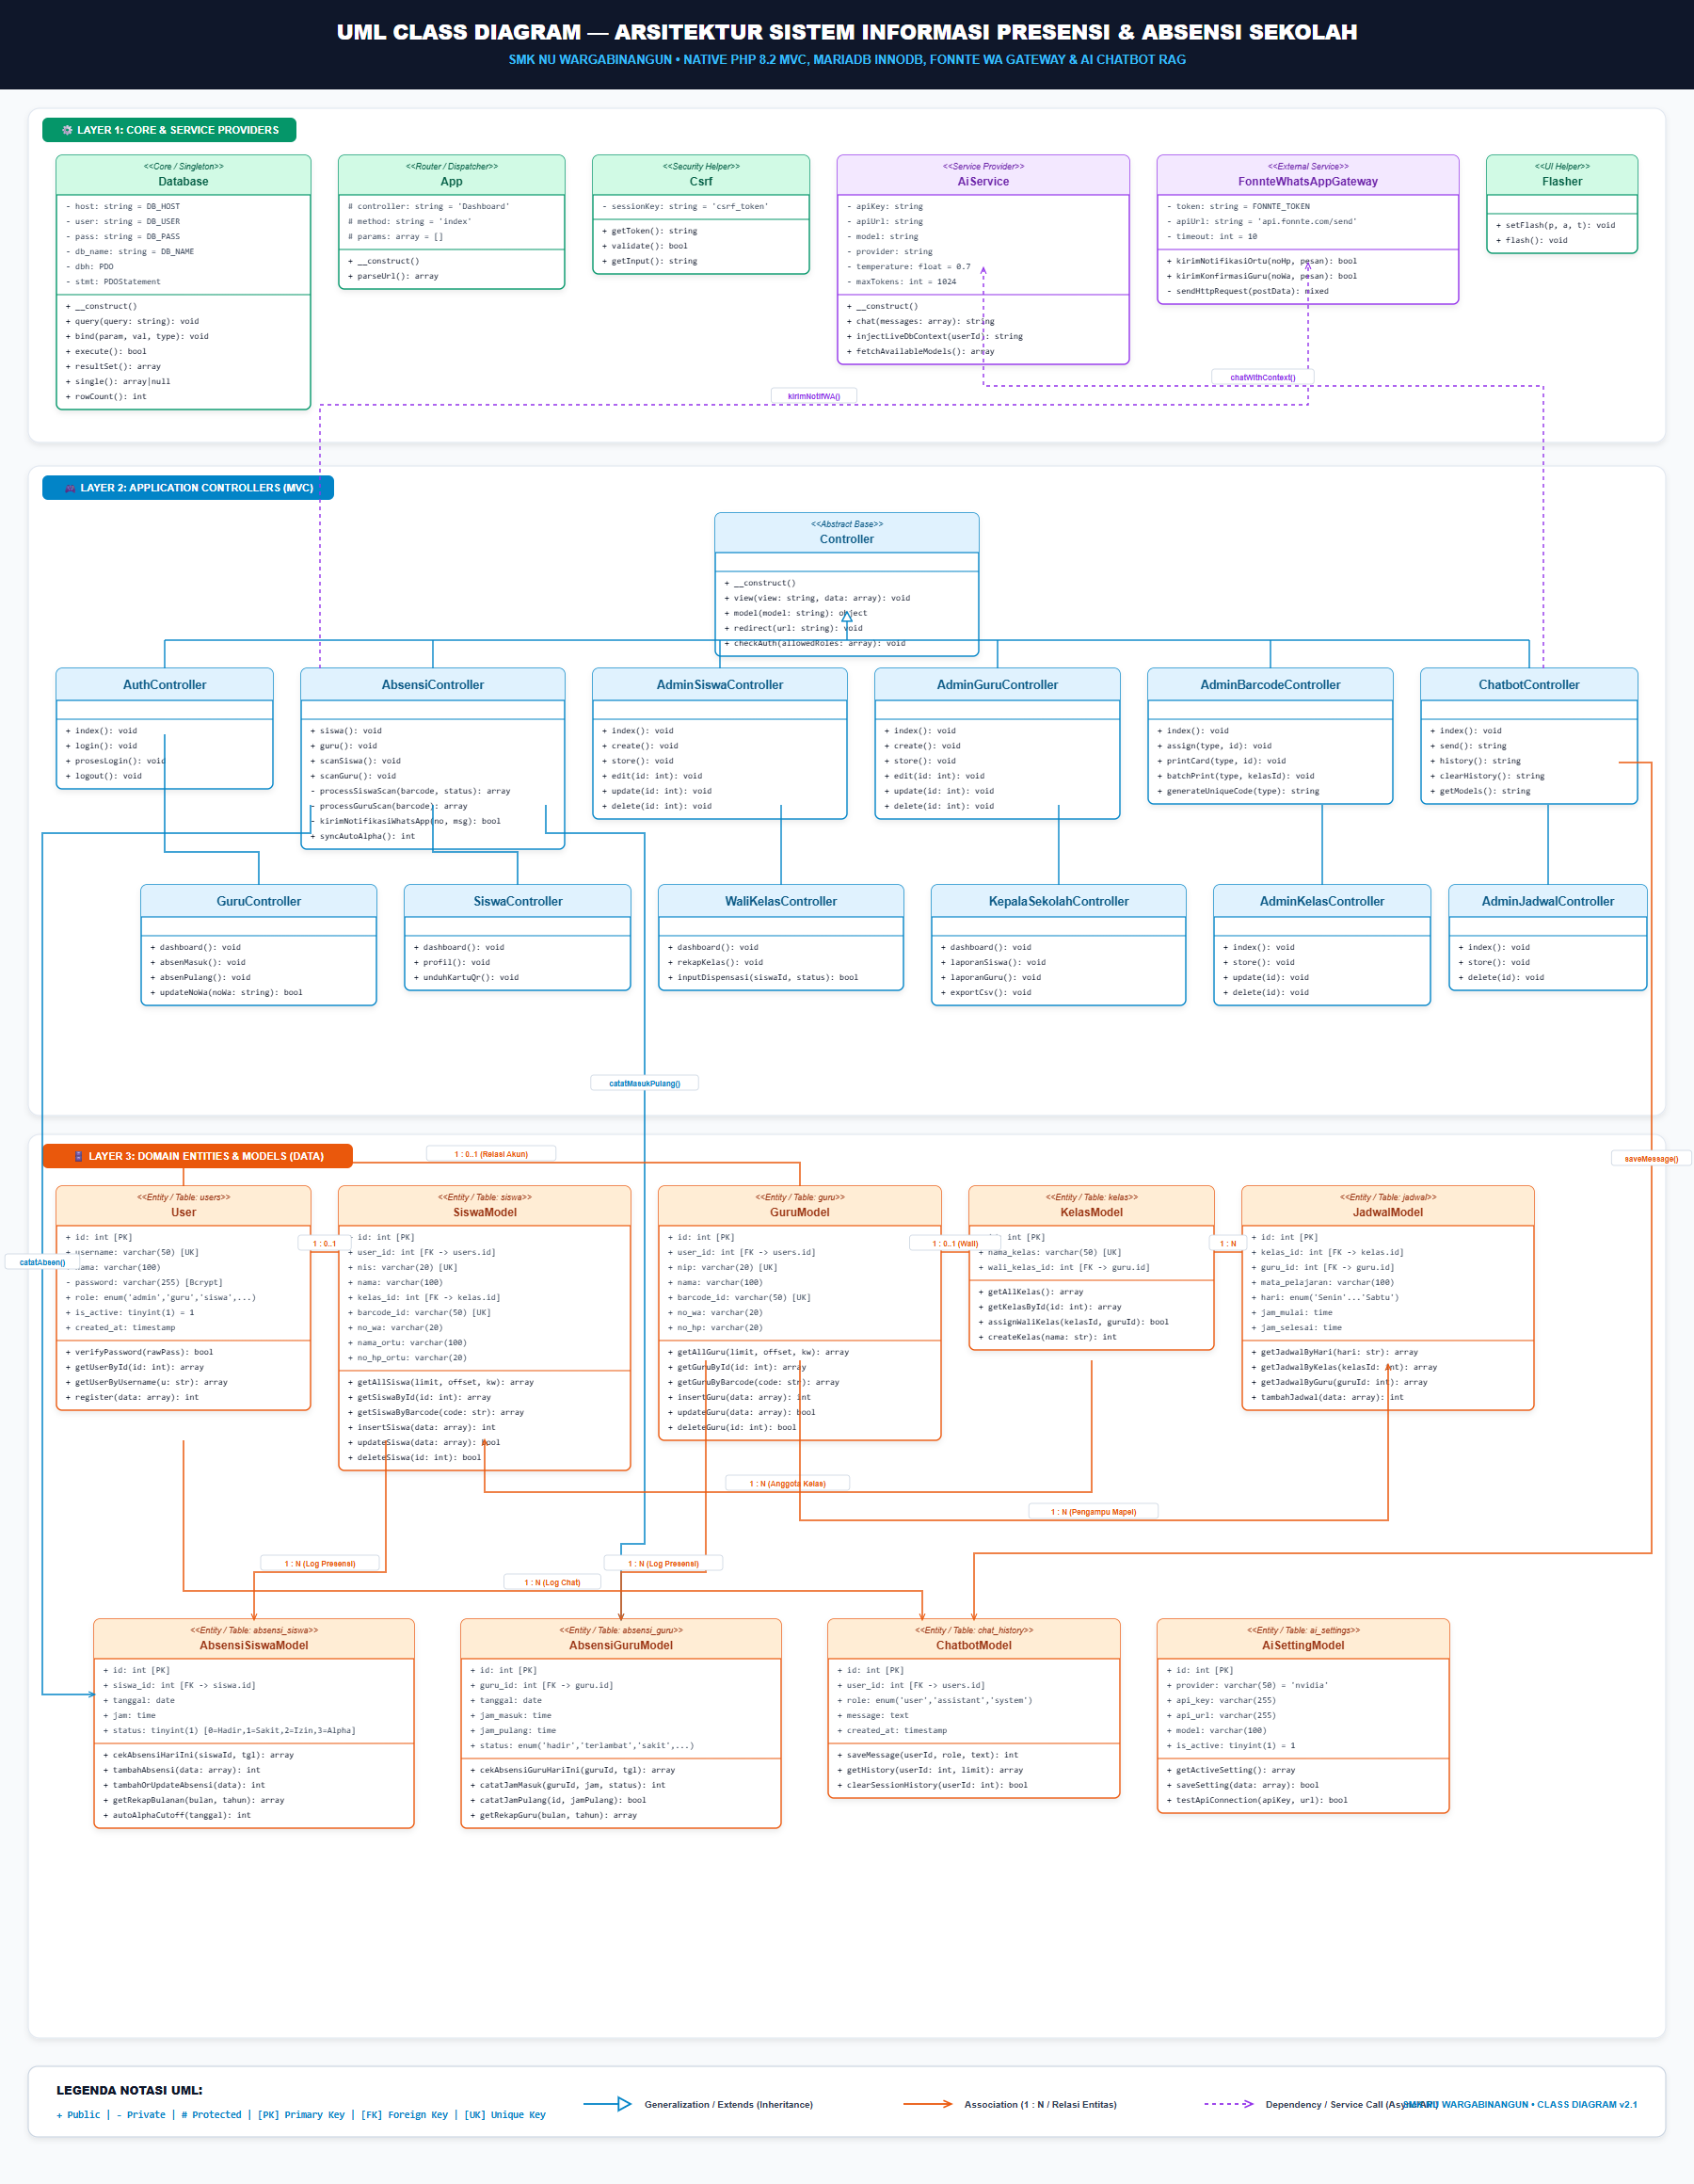 UML CLASS DIAGRAM — ARSITEKTUR SISTEM INFORMASI PRESENSI & ABSENSI SEKOLAH
SMK NU WARGABINANGUN • NATIVE PHP 8.2 MVC, MARIADB INNODB, FONNTE WA GATEWAY & AI CHATBOT RAG
LAYER 1: CORE & SERVICE PROVIDERS
<<Core / Singleton>>
Database
- host: string = DB_HOST
- user: string = DB_USER
- pass: string = DB_PASS
- db_name: string = DB_NAME
- dbh: PDO
- stmt: PDOStatement
+ __construct()
+ query(query: string): void
+ bind(param, val, type): void
+ execute(): bool
+ resultSet(): array
+ single(): array|null
+ rowCount(): int
<<Router / Dispatcher>>
App
# controller: string = 'Dashboard'
# method: string = 'index'
# params: array = []
+ __construct()
+ parseUrl(): array
<<Security Helper>>
Csrf
- sessionKey: string = 'csrf_token'
+ getToken(): string
+ validate(): bool
+ getInput(): string
<<Service Provider>>
AiService
- apiKey: string
- apiUrl: string
- model: string
- provider: string
- temperature: float = 0.7
- maxTokens: int = 1024
+ __construct()
+ chat(messages: array): string
+ injectLiveDbContext(userId): string
+ fetchAvailableModels(): array
<<External Service>>
FonnteWhatsAppGateway
- token: string = FONNTE_TOKEN
- apiUrl: string = 'api.fonnte.com/send'
- timeout: int = 10
+ kirimNotifikasiOrtu(noHp, pesan): bool
+ kirimKonfirmasiGuru(noWa, pesan): bool
- sendHttpRequest(postData): mixed
<<UI Helper>>
Flasher
+ setFlash(p, a, t): void
+ flash(): void
chatWithContext()
kirimNotifWA()
LAYER 2: APPLICATION CONTROLLERS (MVC)
<<Abstract Base>>
Controller
+ __construct()
+ view(view: string, data: array): void
+ model(model: string): object
+ redirect(url: string): void
+ checkAuth(allowedRoles: array): void
AuthController
+ index(): void
+ login(): void
+ prosesLogin(): void
+ logout(): void
AbsensiController
+ siswa(): void
+ guru(): void
+ scanSiswa(): void
+ scanGuru(): void
- processSiswaScan(barcode, status): array
- processGuruScan(barcode): array
- kirimNotifikasiWhatsApp(no, msg): bool
+ syncAutoAlpha(): int
AdminSiswaController
+ index(): void
+ create(): void
+ store(): void
+ edit(id: int): void
+ update(id: int): void
+ delete(id: int): void
AdminGuruController
+ index(): void
+ create(): void
+ store(): void
+ edit(id: int): void
+ update(id: int): void
+ delete(id: int): void
AdminBarcodeController
+ index(): void
+ assign(type, id): void
+ printCard(type, id): void
+ batchPrint(type, kelasId): void
+ generateUniqueCode(type): string
ChatbotController
+ index(): void
+ send(): string
+ history(): string
+ clearHistory(): string
+ getModels(): string
GuruController
+ dashboard(): void
+ absenMasuk(): void
+ absenPulang(): void
+ updateNoWa(noWa: string): bool
SiswaController
+ dashboard(): void
+ profil(): void
+ unduhKartuQr(): void
WaliKelasController
+ dashboard(): void
+ rekapKelas(): void
+ inputDispensasi(siswaId, status): bool
KepalaSekolahController
+ dashboard(): void
+ laporanSiswa(): void
+ laporanGuru(): void
+ exportCsv(): void
AdminKelasController
+ index(): void
+ store(): void
+ update(id): void
+ delete(id): void
AdminJadwalController
+ index(): void
+ store(): void
+ delete(id): void
catatMasukPulang()
LAYER 3: DOMAIN ENTITIES & MODELS (DATA)
1 : 0..1 (Relasi Akun)
saveMessage()
<<Entity / Table: users>>
User
+ id: int [PK]
+ username: varchar(50) [UK]
nama: varchar(100)
- password: varchar(255) [Bcrypt]
+ role: enum('admin','guru','siswa',...)
+ is_active: tinyint(1) = 1
+ created_at: timestamp
+ verifyPassword(rawPass): bool
+ getUserById(id: int): array
+ getUserByUsername(u: str): array
+ register(data: array): int
catatAbsen()
1 : 0..1
<<Entity / Table: siswa>>
SiswaModel
id: int [PK]
+ user_id: int [FK -> users.id]
+ nis: varchar(20) [UK]
+ nama: varchar(100)
+ kelas_id: int [FK -> kelas.id]
+ barcode_id: varchar(50) [UK]
+ no_wa: varchar(20)
+ nama_ortu: varchar(100)
+ no_hp_ortu: varchar(20)
+ getAllSiswa(limit, offset, kw): array
+ getSiswaById(id: int): array
+ getSiswaByBarcode(code: str): array
+ insertSiswa(data: array): int
+ updateSiswa(data: array): bool
+ deleteSiswa(id: int): bool
<<Entity / Table: guru>>
GuruModel
+ id: int [PK]
+ user_id: int [FK -> users.id]
+ nip: varchar(20) [UK]
+ nama: varchar(100)
+ barcode_id: varchar(50) [UK]
+ no_wa: varchar(20)
+ no_hp: varchar(20)
+ getAllGuru(limit, offset, kw): array
+ getGuruById(id: int): array
+ getGuruByBarcode(code: str): array
+ insertGuru(data: array): int
+ updateGuru(data: array): bool
+ deleteGuru(id: int): bool
1 : 0..1 (Wali)
<<Entity / Table: kelas>>
KelasModel
int [PK]
nama_kelas: varchar(50) [UK]
+ wali_kelas_id: int [FK -> guru.id]
+ getAllKelas(): array
+ getKelasById(id: int): array
+ assignWaliKelas(kelasId, guruId): bool
+ createKelas(nama: str): int
1 : N
<<Entity / Table: jadwal>>
JadwalModel
id: int [PK]
+ kelas_id: int [FK -> kelas.id]
+ guru_id: int [FK -> guru.id]
+ mata_pelajaran: varchar(100)
+ hari: enum('Senin'...'Sabtu')
+ jam_mulai: time
+ jam_selesai: time
+ getJadwalByHari(hari: str): array
+ getJadwalByKelas(kelasId: int): array
+ getJadwalByGuru(guruId: int): array
+ tambahJadwal(data: array): int
1 : N (Anggota Kelas)
1 : N (Pengampu Mapel)
1 : N (Log Presensi)
1 : N (Log Presensi)
1 : N (Log Chat)
<<Entity / Table: absensi_siswa>>
AbsensiSiswaModel
+ id: int [PK]
+ siswa_id: int [FK -> siswa.id]
+ tanggal: date
+ jam: time
+ status: tinyint(1) [0=Hadir,1=Sakit,2=Izin,3=Alpha]
+ cekAbsensiHariIni(siswaId, tgl): array
+ tambahAbsensi(data: array): int
+ tambahOrUpdateAbsensi(data): int
+ getRekapBulanan(bulan, tahun): array
+ autoAlphaCutoff(tanggal): int
<<Entity / Table: absensi_guru>>
AbsensiGuruModel
+ id: int [PK]
+ guru_id: int [FK -> guru.id]
+ tanggal: date
+ jam_masuk: time
+ jam_pulang: time
+ status: enum('hadir','terlambat','sakit',...)
+ cekAbsensiGuruHariIni(guruId, tgl): array
+ catatJamMasuk(guruId, jam, status): int
+ catatJamPulang(id, jamPulang): bool
+ getRekapGuru(bulan, tahun): array
<<Entity / Table: chat_history>>
ChatbotModel
+ id: int [PK]
+ user_id: int [FK -> users.id]
+ role: enum('user','assistant','system')
+ message: text
+ created_at: timestamp
+ saveMessage(userId, role, text): int
+ getHistory(userId: int, limit): array
+ clearSessionHistory(userId: int): bool
<<Entity / Table: ai_settings>>
AiSettingModel
+ id: int [PK]
+ provider: varchar(50) = 'nvidia'
+ api_key: varchar(255)
+ api_url: varchar(255)
+ model: varchar(100)
+ is_active: tinyint(1) = 1
+ getActiveSetting(): array
+ saveSetting(data: array): bool
+ testApiConnection(apiKey, url): bool
LEGENDA NOTASI UML:
+ Public | - Private | # Protected | [PK] Primary Key | [FK] Foreign Key | [UK] Unique Key
Generalization / Extends (Inheritance)
Association (1 : N / Relasi Entitas)
Dependency / Service Call
WARGABINANGUN • CLASS DIAGRAM v2.1